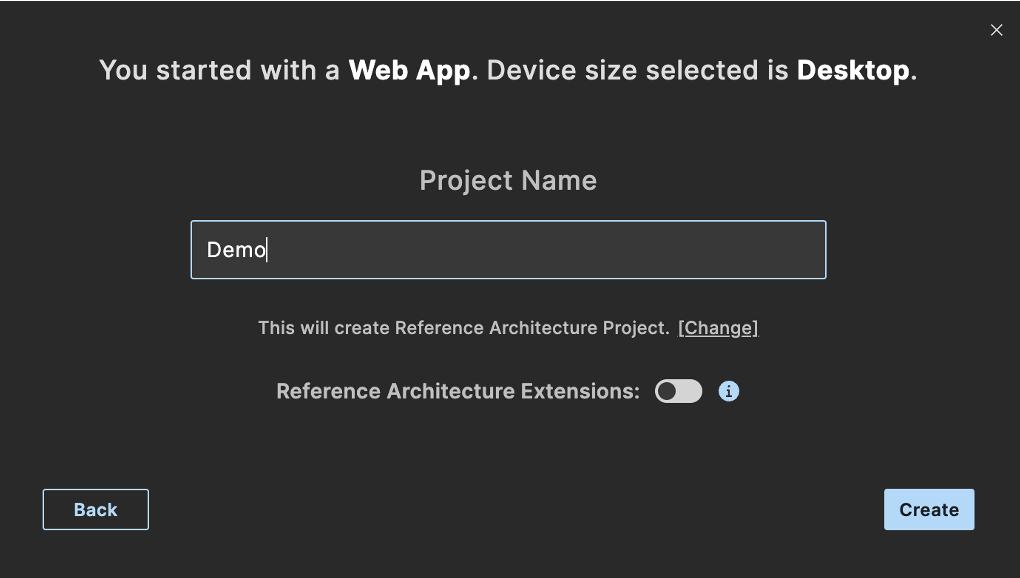 You started with a Web App. Device size selected is Desktop.
Project Name
Demo
This will create Reference Architecture Project. [Change]
Reference Architecture Extensions: i
Back
Create